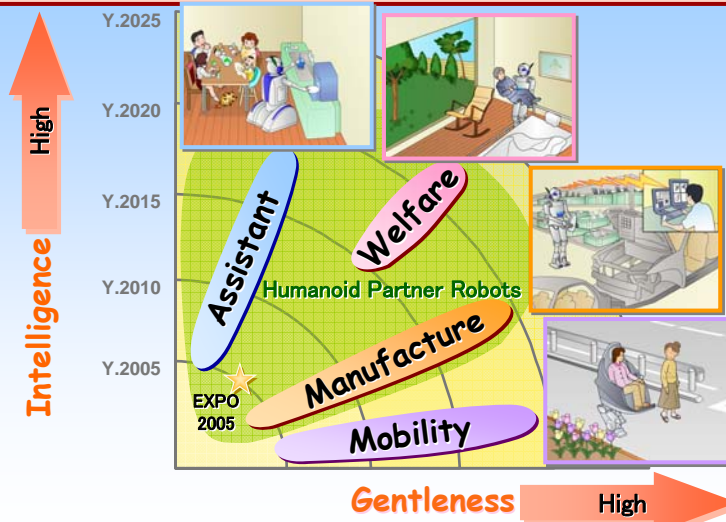 Y.2025
Y.2020
Y.2015
Y.2010
Y.2005
High
Intelligence
Assistant
Welfare
Humanoid Partner Robots
Manufacture
Mobility
EXPO
2005
Gentleness
High